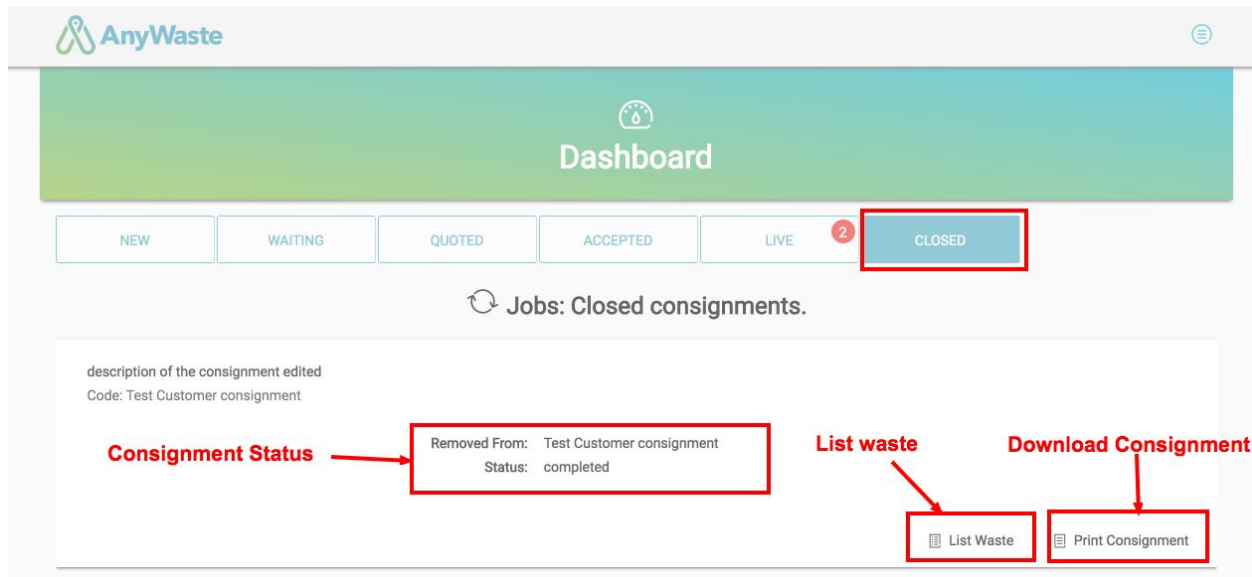 AnyWaste
Dashboard
NEW WAITING QUOTED ACCEPTED LIVE 2 CLOSED
Jobs: Closed consignments.
description of the consignment edited
Code: Test Customer consignment
Consignment Status
Removed From: Test Customer consignment
Status: completed
List waste
Download Consignment
List Waste
Print Consignment